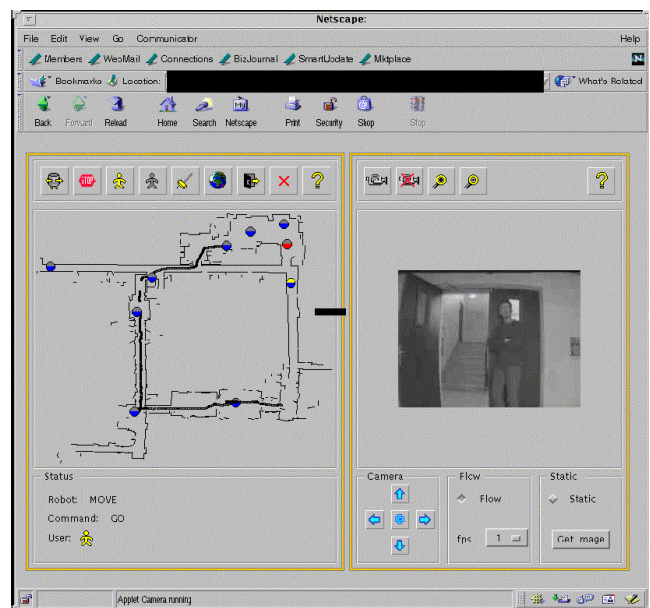 Netscape:
File Edit View Go Communicator Help
Members WebMail Connections BizJournal SmartUpdate Mktplace
Bookmarks Location: What's Related
Back Forward Reload Home Search Netscape Print Security Shop Stop
STOP
Status
Robot: MOVE
Command: GO
User:
Camera
Flow
Flow
fps 1
Static
Static
Get mage
Applet Camera running